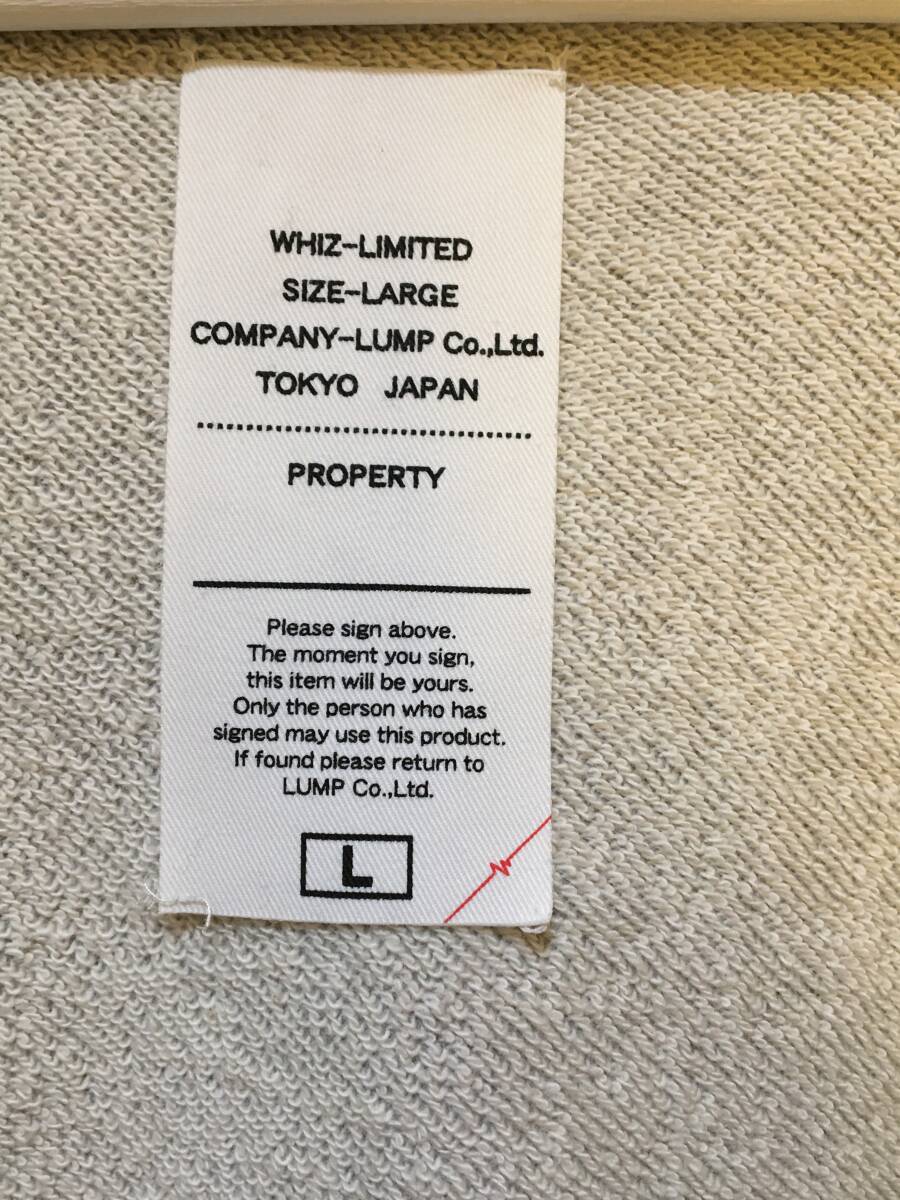 WHIZ-LIMITED
SIZE-LARGE
COMPANY-LUMP Co.,Ltd.
TOKYO JAPAN
PROPERTY
Please sign above.
The moment you sign,
this item will be yours.
Only the person who has
signed may use this product.
If found please return to
LUMP Co.,Ltd.
L